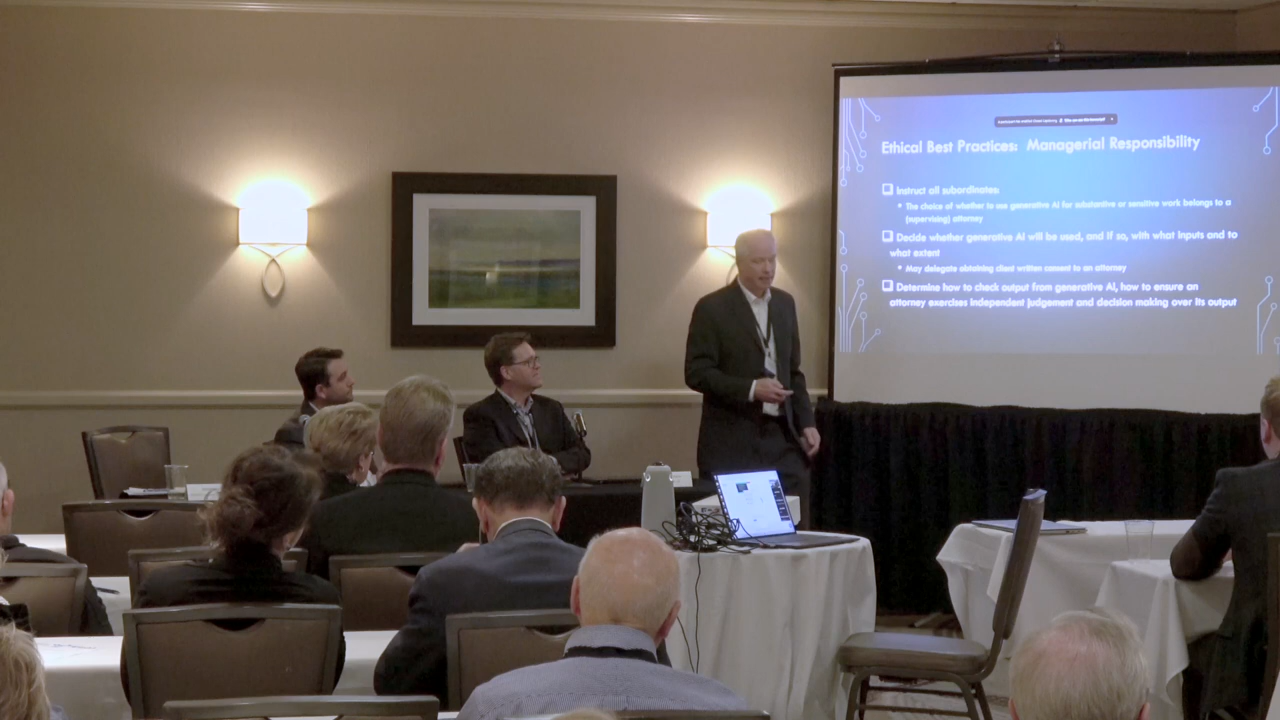 Ethical Best Practices: Managerial Responsibility
Instruct all subordinates:
The choice of whether to use generative AI for substantive or sensitive work belongs to a
(supervising) attorney
Decide whether generative AI will be used, and if so, with what inputs and to
what extent
May delegate obtaining client written consent to an attorney
Determine how to check output from generative AI, how to ensure an
attorney exercises independent judgement and decision making over its output